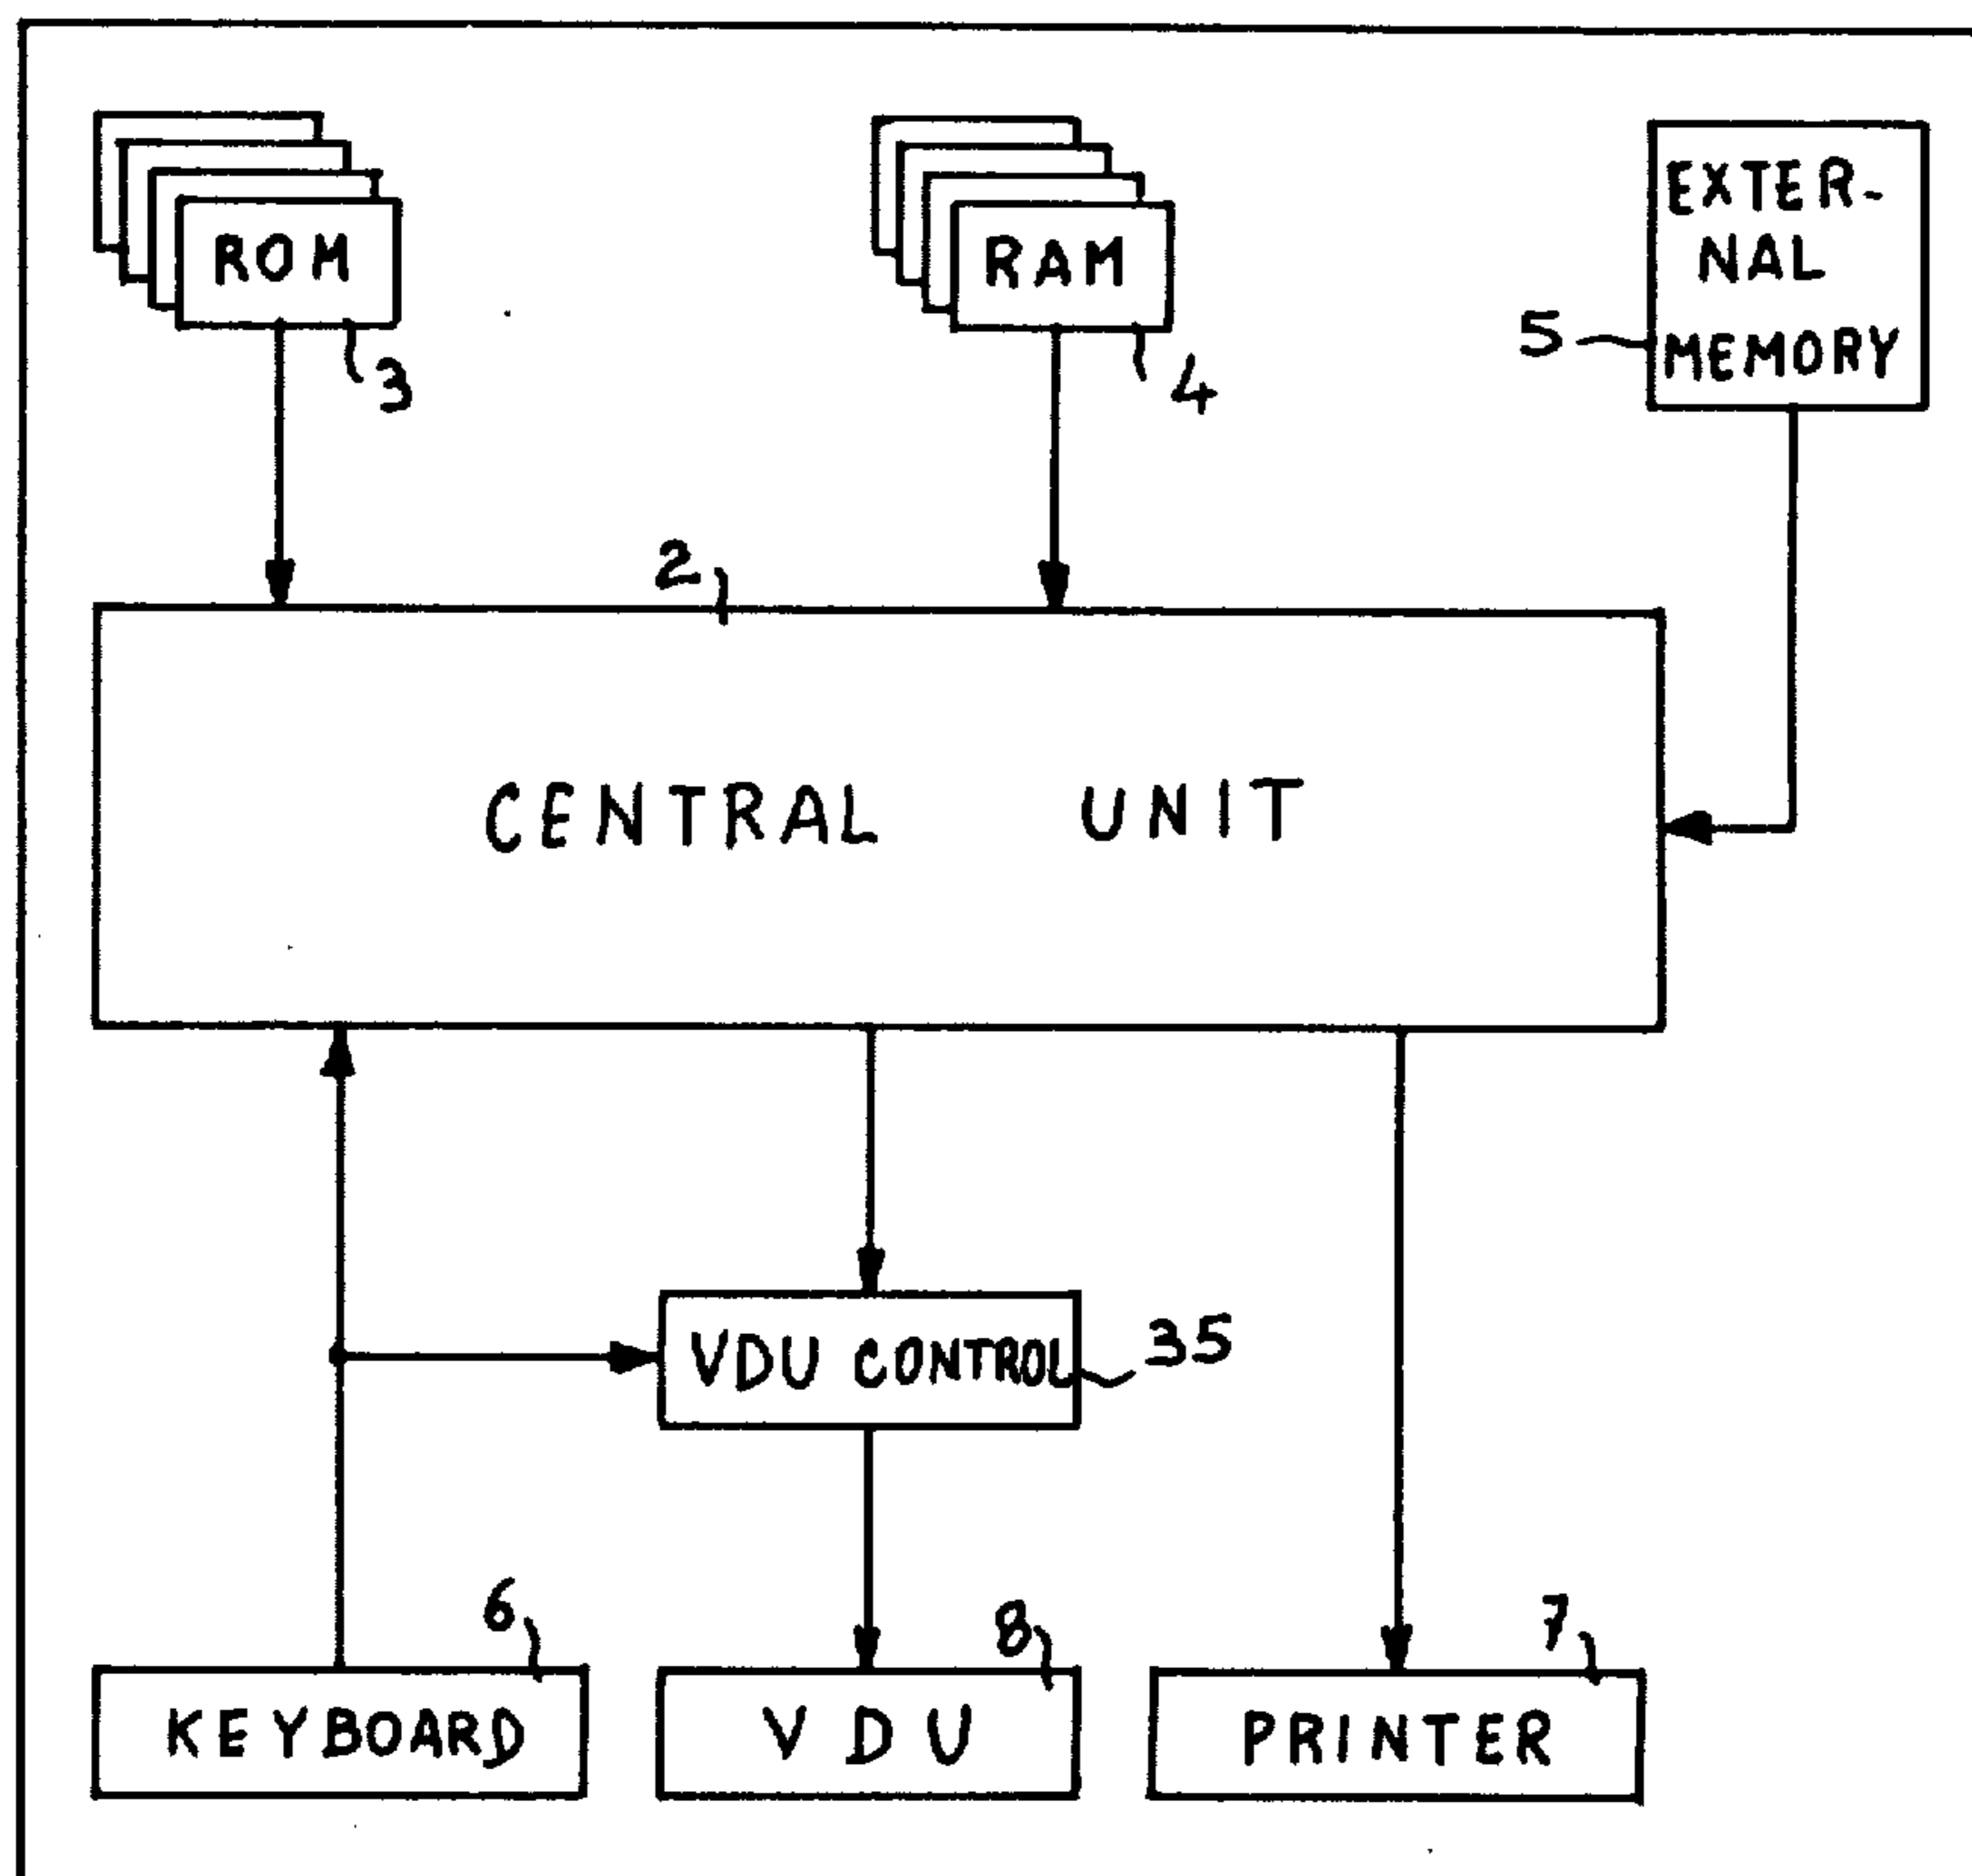 ROM
3
RAM
4
EXTER-
NAL
MEMORY
5
2
CENTRAL UNIT
VDU CONTROL
35
6
KEYBOARD
8
VDU
7
PRINTER